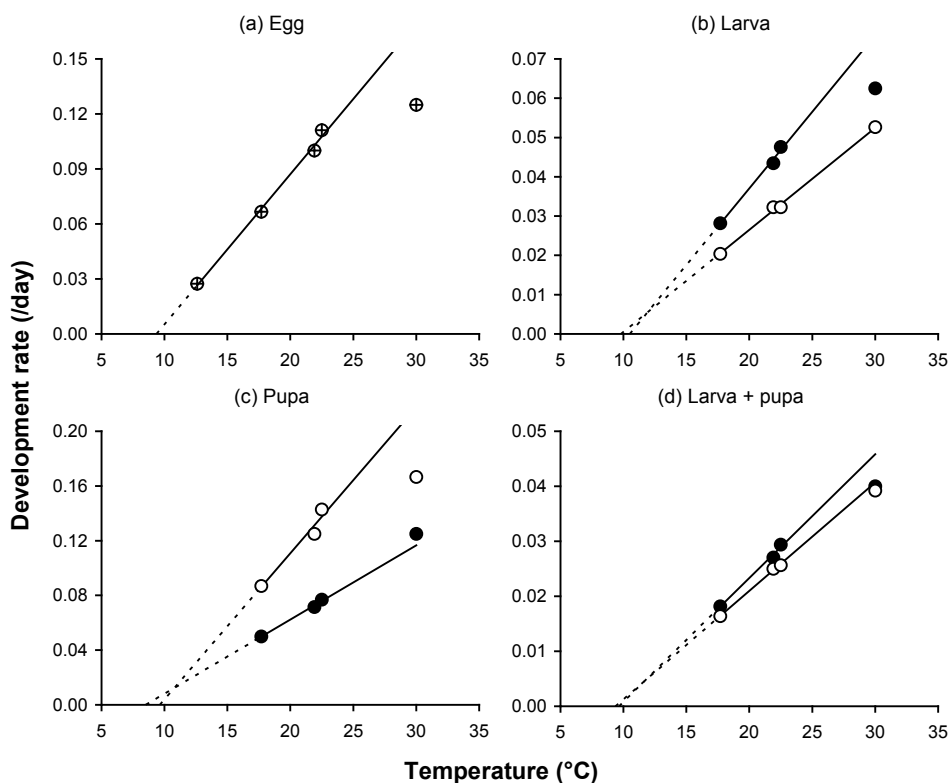 (a) Egg
(b) Larva
0.15
0.12
0.09
0.06
0.03
0.00
5 10 15 20 25 30 35
0.07
0.06
0.05
0.04
0.03
0.02
0.01
0.00
5 10 15 20 25 30 35
(c) Pupa
(d) Larva + pupa
0.20
0.16
0.12
0.08
0.04
0.00
5 10 15 20 25 30 35
0.05
0.04
0.03
0.02
0.01
0.00
5 10 15 20 25 30 35
Development rate (/day)
Temperature (°C)